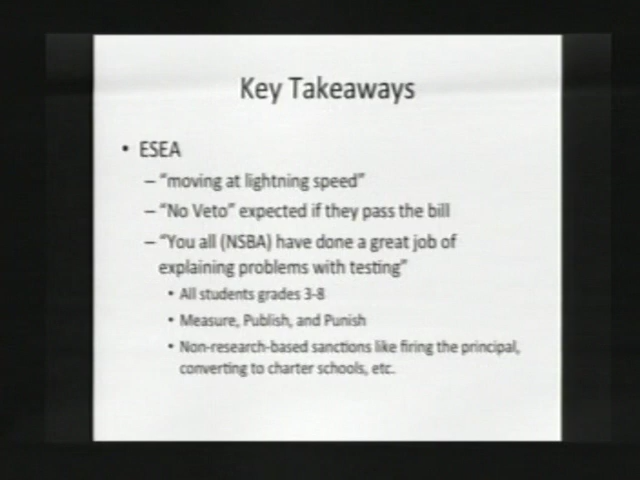 Key Takeaways
• ESEA
– "moving at lightning speed"
– "No Veto" expected if they pass the bill
– "You all (NSBA) have done a great job of
explaining problems with testing"
• All students grades 3-8
• Measure, Publish, and Punish
• Non-research-based sanctions like firing the principal,
converting to charter schools, etc.